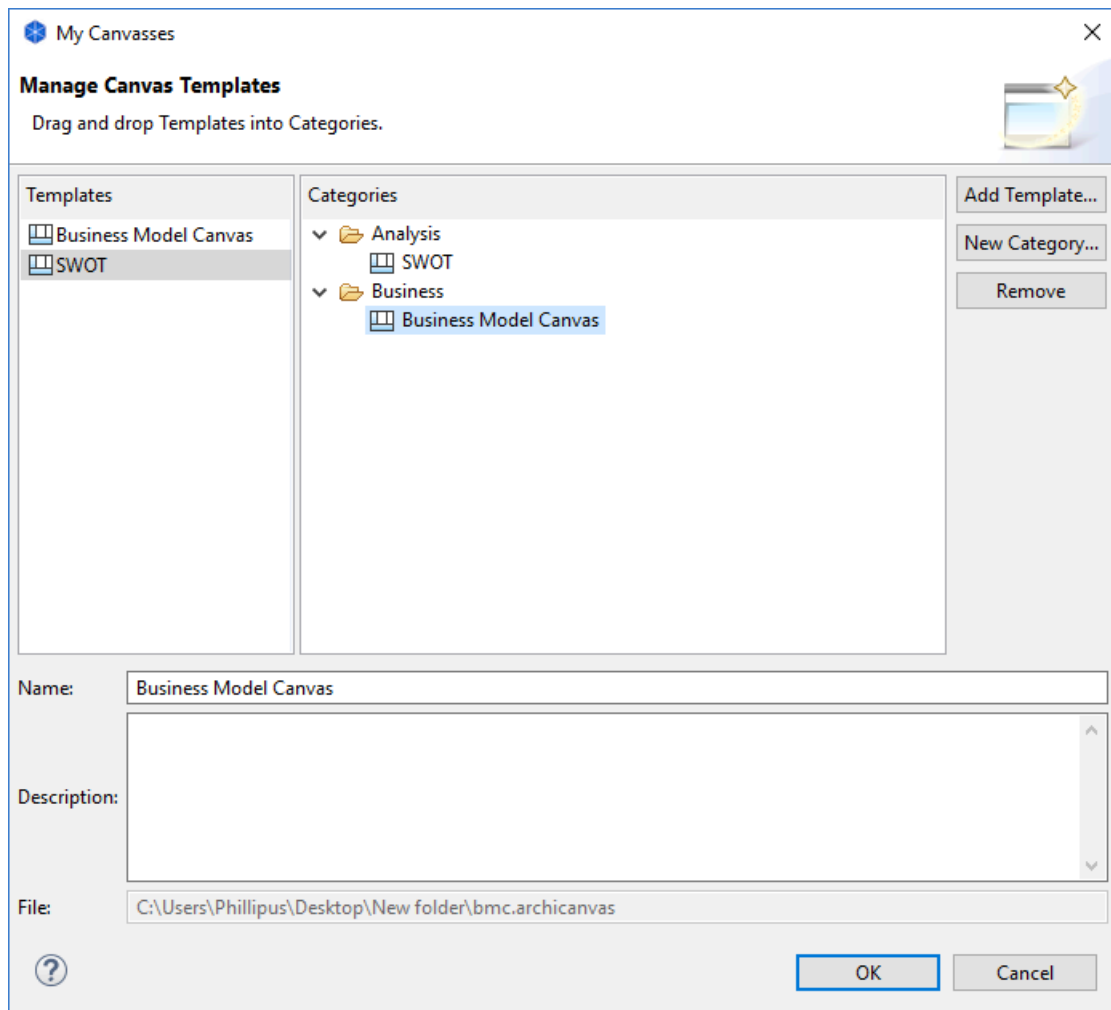 My Canvasses
Manage Canvas Templates
Drag and drop Templates into Categories.
Templates
Business Model Canvas
SWOT
Categories
Analysis
SWOT
Business
Business Model Canvas
Add Template...
New Category...
Remove
Name:
Business Model Canvas
Description:
File:
C:\Users\Phillipus\Desktop\New folder\bmc.archicanvas
?
OK
Cancel